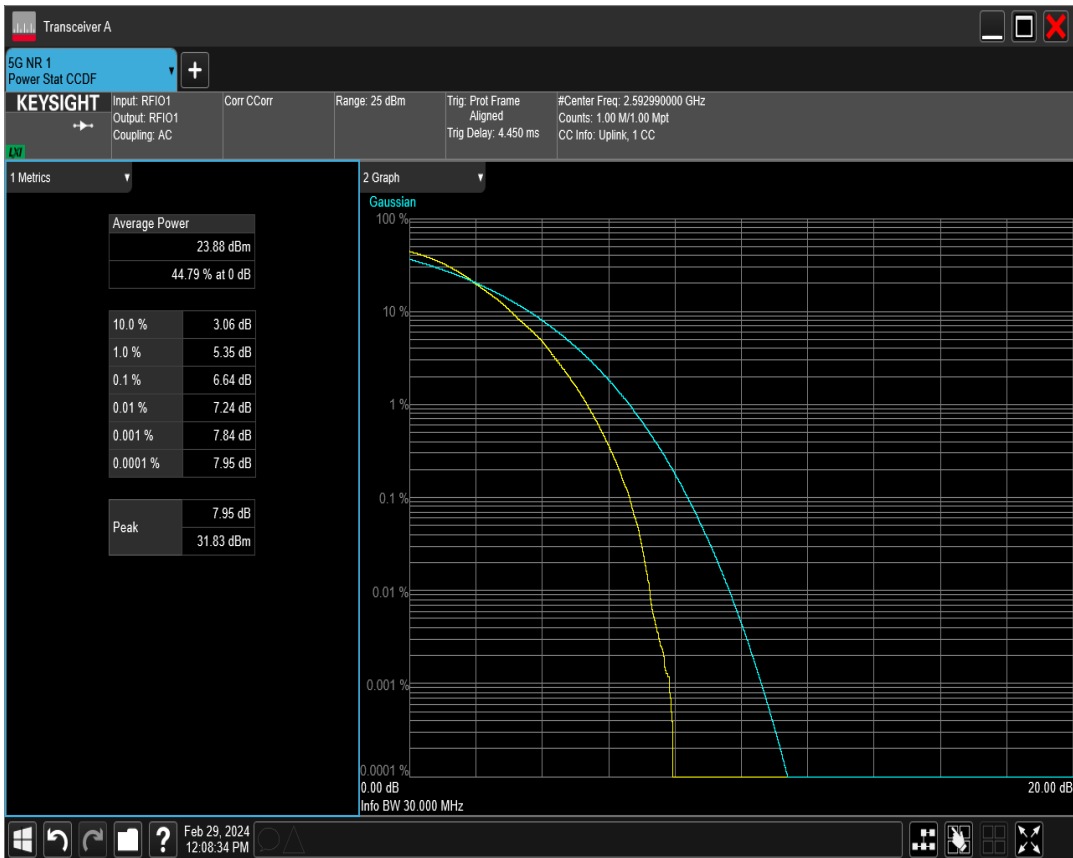 Transceiver A
5G NR 1
Power Stat CCDF
KEYSIGHT
LXI
Input: RFIO1
Output: RFIO1
Coupling: AC
Corr CCorr
Range: 25 dBm
Trig: Prot Frame
Aligned
Trig Delay: 4.450 ms
#Center Freq: 2.592990000 GHz
Counts: 1.00 M/1.00 Mpt
CC Info: Uplink, 1 CC
1 Metrics
Average Power
23.88 dBm
44.79 % at 0 dB
10.0 % 3.06 dB
1.0 % 5.35 dB
0.1 % 6.64 dB
0.01 % 7.24 dB
0.001 % 7.84 dB
0.0001 % 7.95 dB
Peak
7.95 dB
31.83 dBm
2 Graph
Gaussian
100 %
10 %
1 %
0.1 %
0.01 %
0.001 %
0.0001 %
0.00 dB 20.00 dB
Info BW 30.000 MHz
? Feb 29, 2024
12:08:34 PM